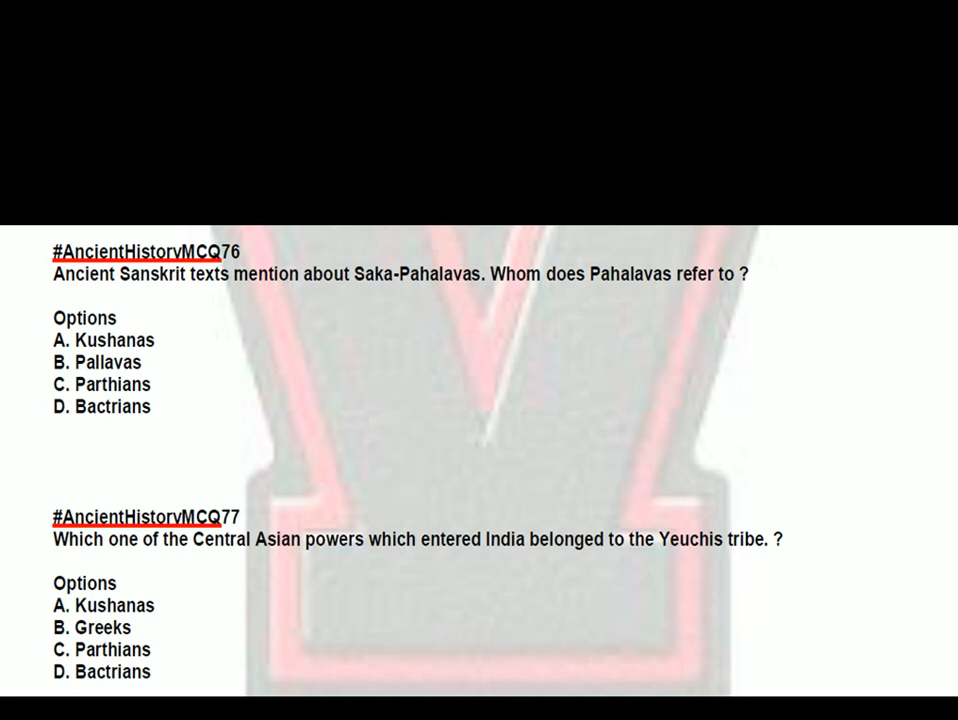 #AncientHistoryMCQ76
Ancient Sanskrit texts mention about Saka-Pahalavas. Whom does Pahalavas refer to ?
Options
A. Kushanas
B. Pallavas
C. Parthians
D. Bactrians
#AncientHistoryMCQ77
Which one of the Central Asian powers which entered India belonged to the Yeuchis tribe. ?
Options
A. Kushanas
B. Greeks
C. Parthians
D. Bactrians